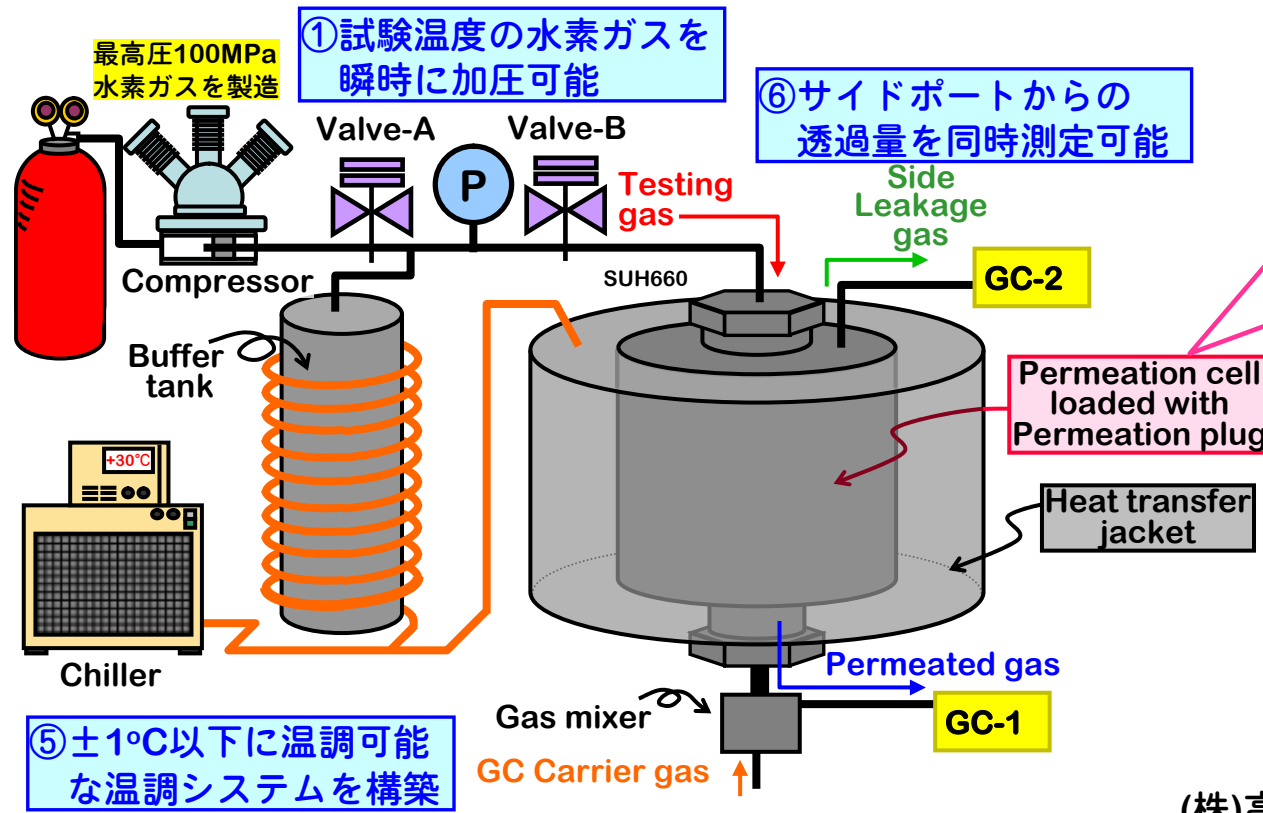 最高圧100MPa
水素ガスを製造
①試験温度の水素ガスを
瞬時に加圧可能
⑥サイドポートからの
透過量を同時測定可能
Valve-A
Valve-B
P
Testing
gas
Side
Leakage
gas
GC-2
Compressor
SUH660
Buffer
tank
Permeation cell
loaded with
Permeation plug
+30℃
Heat transfer
jacket
Chiller
Permeated gas
Gas mixer
GC-1
GC Carrier gas
⑤±1℃以下に温調可能
な温調システムを構築
(株)高